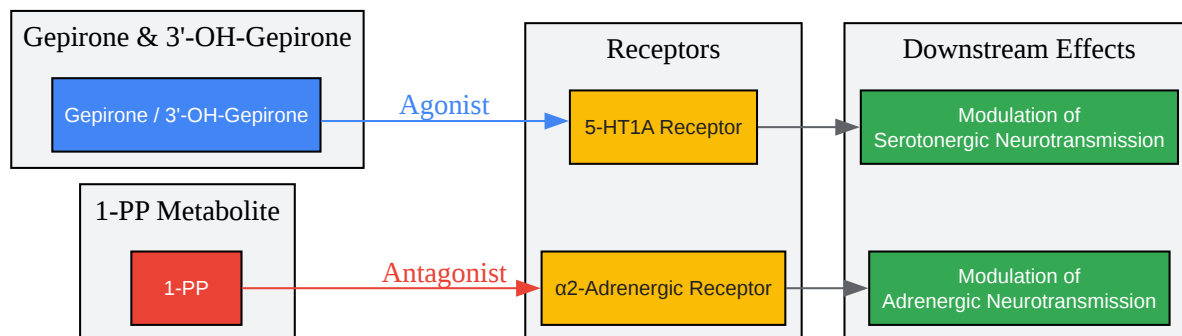 Gepirone & 3'-OH-Gepirone
Receptors
Downstream Effects
Gepirone / 3'-OH-Gepirone
Agonist
5-HT1A Receptor
Modulation of
Serotonergic Neurotransmission
1-PP Metabolite
1-PP
Antagonist
α2-Adrenergic Receptor
Modulation of
Adrenergic Neurotransmission